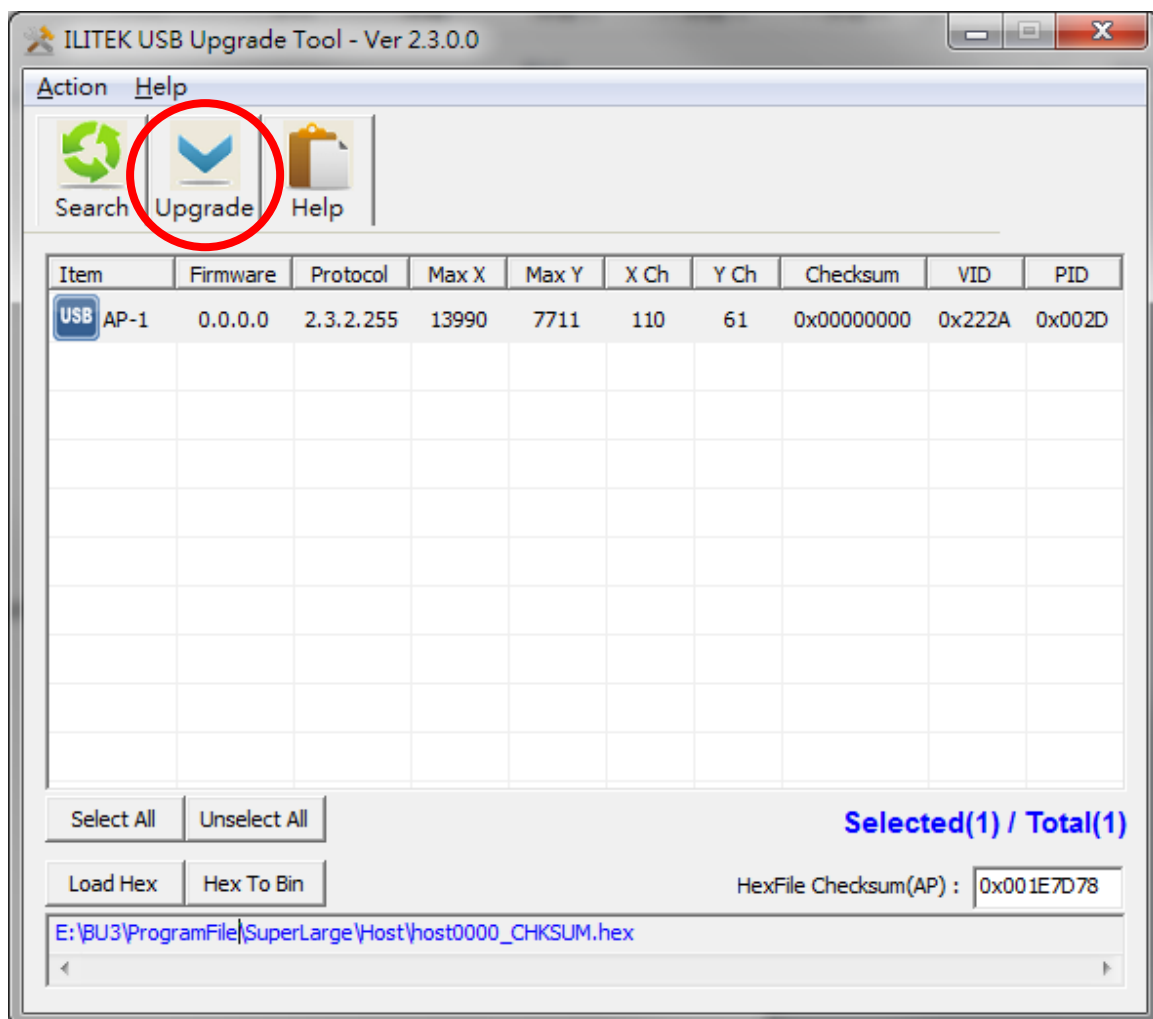 ILITEK USB Upgrade Tool - Ver 2.3.0.0
Action Help
Search Upgrade Help
Item Firmware Protocol Max X Max Y X Ch Y Ch Checksum VID PID
USB AP-1 0.0.0.0 2.3.2.255 13990 7711 110 61 0x00000000 0x222A 0x002D
Select All Unselect All Selected(1) / Total(1)
Load Hex Hex To Bin HexFile Checksum(AP) : 0x001E7D78
E:\BU3\ProgramFile\SuperLarge\Host\host0000_CHKSUM.hex